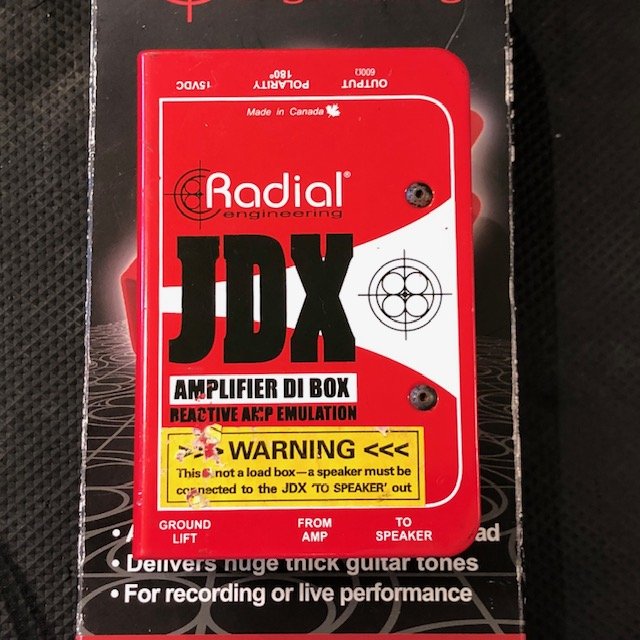 15VDC
POLARITY
180°
OUTPUT
600Ω
Made in Canada
Radial®
engineering
JDX
AMPLIFIER DI BOX
REACTIVE AMP EMULATION
>>> WARNING <<<
This is not a load box—a speaker must be
connected to the JDX 'TO SPEAKER' out
GROUND
LIFT
FROM
AMP
TO
SPEAKER
• Delivers huge thick guitar tones
• For recording or live performance